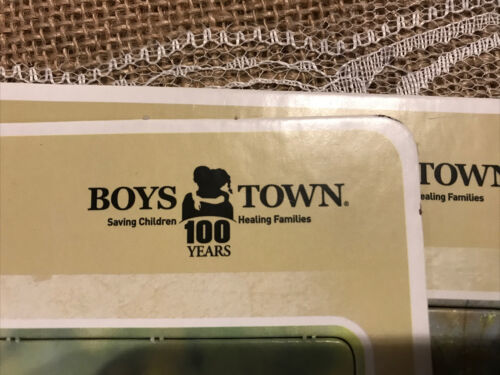 BOYS TOWN®
Saving Children Healing Families
100
YEARS
TOWN
ealing Families